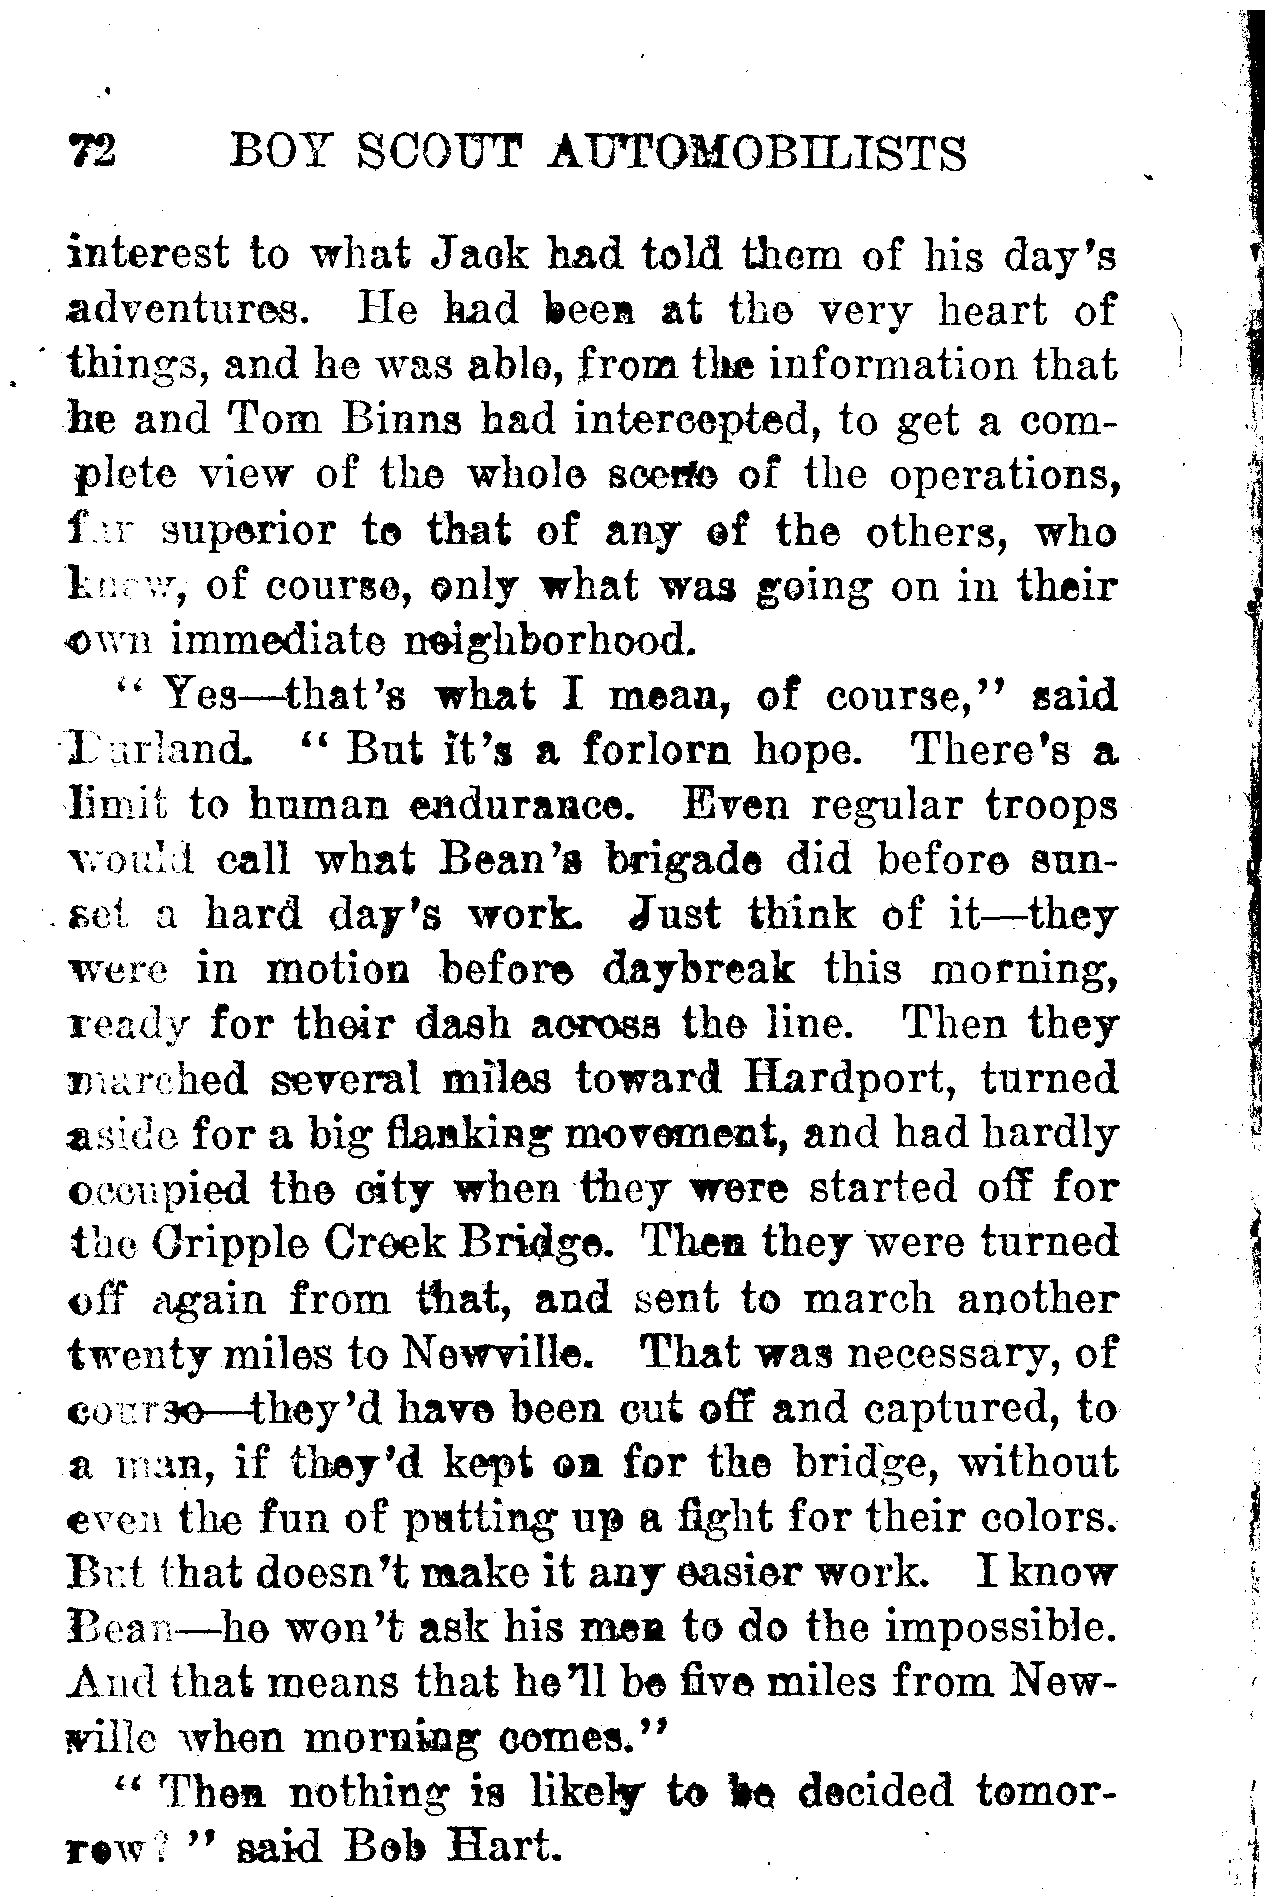 72 BOY SCOUT AUTOMOBILISTS
interest to what Jack had told them of his day's
adventures. He had been at the very heart of
things, and he was able, from the information that
he and Tom Binns had intercepted, to get a com-
plete view of the whole scene of the operations,
far superior to that of any of the others, who
knew, of course, only what was going on in their
own immediate neighborhood.
“ Yes—that's what I mean, of course,” said
Durland. “ But it's a forlorn hope. There's a
limit to human endurance. Even regular troops
would call what Bean's brigade did before sun-
set a hard day's work. Just think of it—they
were in motion before daybreak this morning,
ready for their dash across the line. Then they
marched several miles toward Hardport, turned
aside for a big flanking movement, and had hardly
occupied the city when they were started off for
the Cripple Creek Bridge. Then they were turned
off again from that, and sent to march another
twenty miles to Newville. That was necessary, of
course—they'd have been cut off and captured, to
a man, if they'd kept on for the bridge, without
even the fun of putting up a fight for their colors.
But that doesn't make it any easier work. I know
Bean—he won't ask his men to do the impossible.
And that means that he'll be five miles from New-
ville when morning comes.”
“ Then nothing is likely to be decided tomor-
row? ” said Bob Hart.